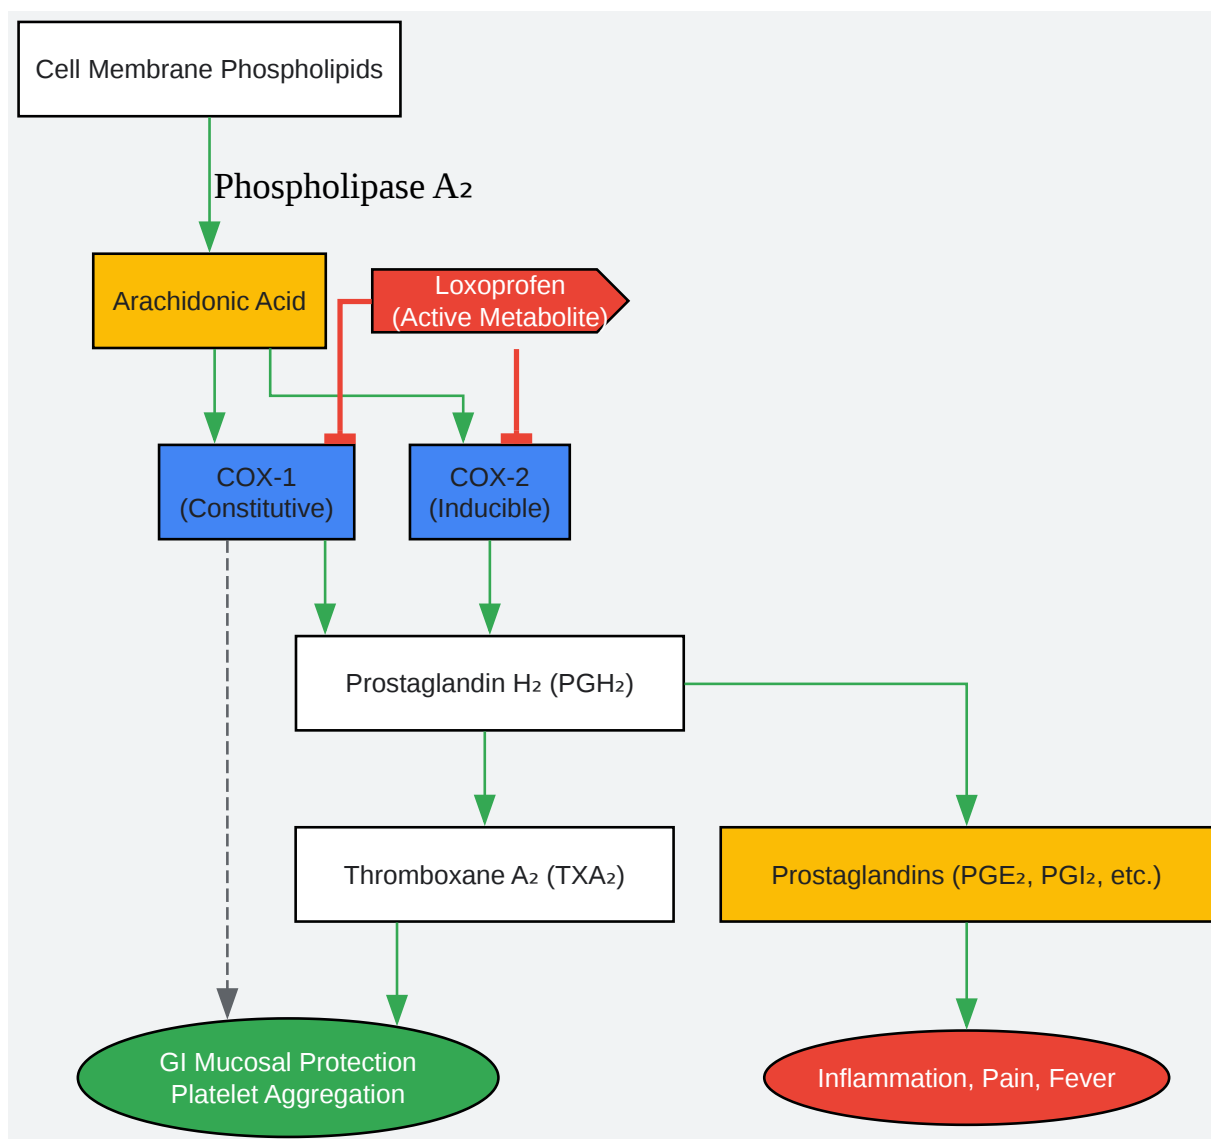 Cell Membrane Phospholipids
Phospholipase A₂
Arachidonic Acid
Loxoprofen
(Active Metabolite)
COX-1
(Constitutive)
COX-2
(Inducible)
Prostaglandin H₂ (PGH₂)
Thromboxane A₂ (TXA₂)
Prostaglandins (PGE₂, PGI₂, etc.)
GI Mucosal Protection
Platelet Aggregation
Inflammation, Pain, Fever